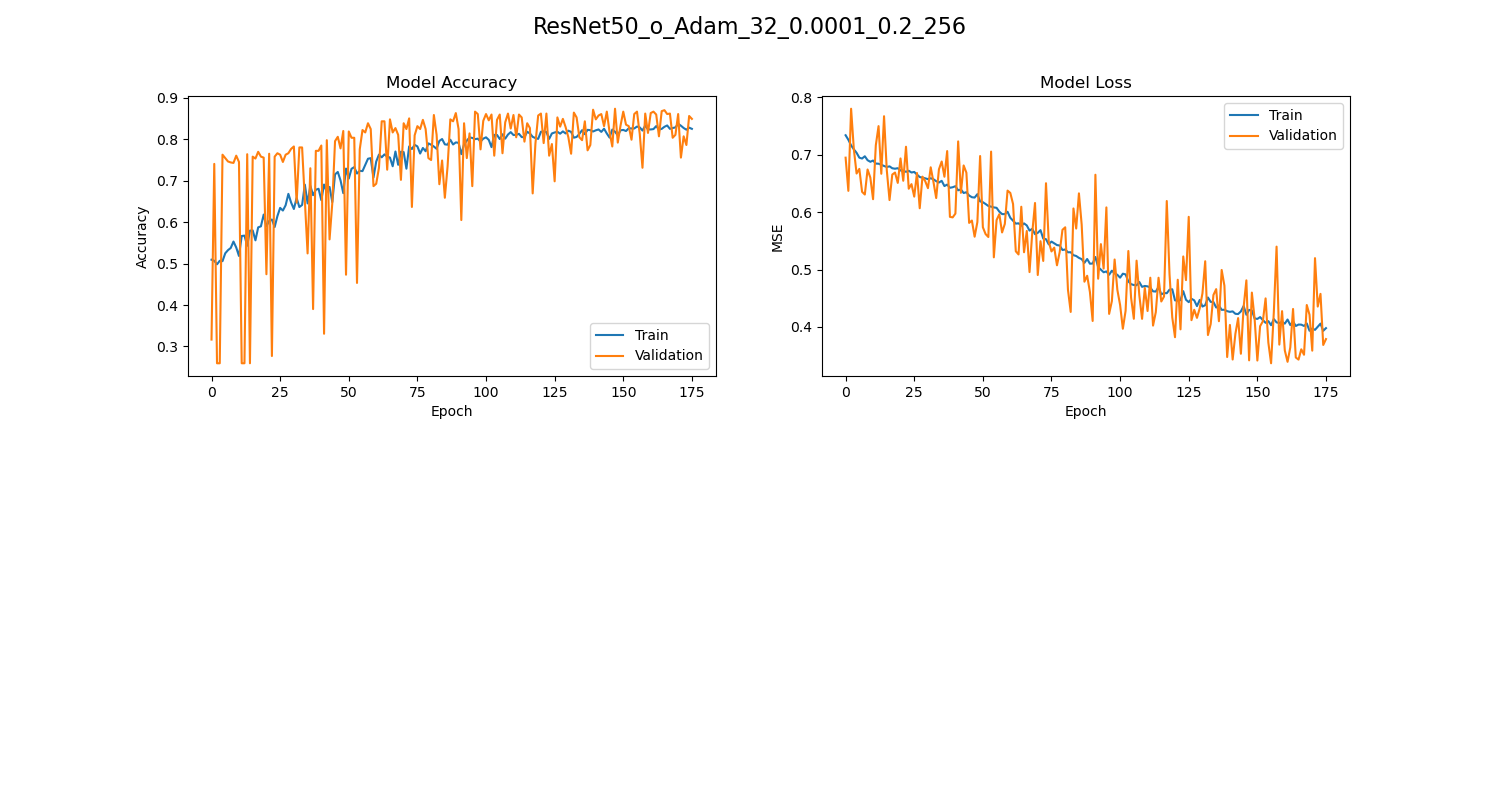 ResNet50_o_Adam_32_0.0001_0.2_256
Model Accuracy
0.9
0.8
0.7
0.6
0.5
0.4
0.3
Accuracy
Train
Validation
0 25 50 75 100 125 150 175
Epoch
Model Loss
0.8
0.7
0.6
0.5
0.4
MSE
Train
Validation
0 25 50 75 100 125 150 175
Epoch